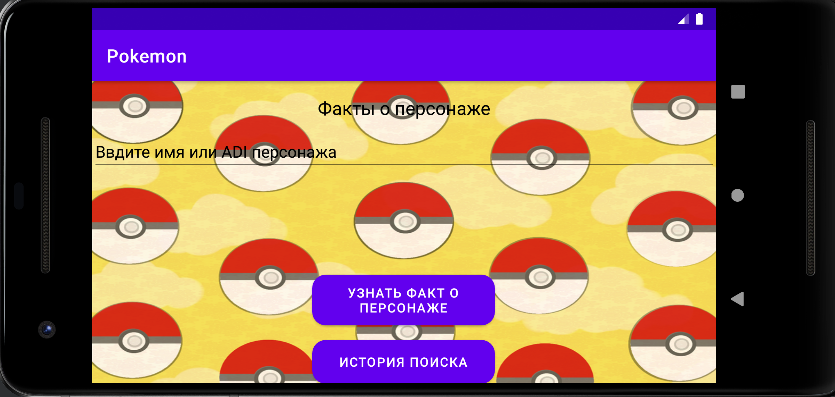 Pokemon
Факты о персонаже
Ввдите имя или ADI персонажа
УЗНАТЬ ФАКТ О
ПЕРСОНАЖЕ
ИСТОРИЯ ПОИСКА